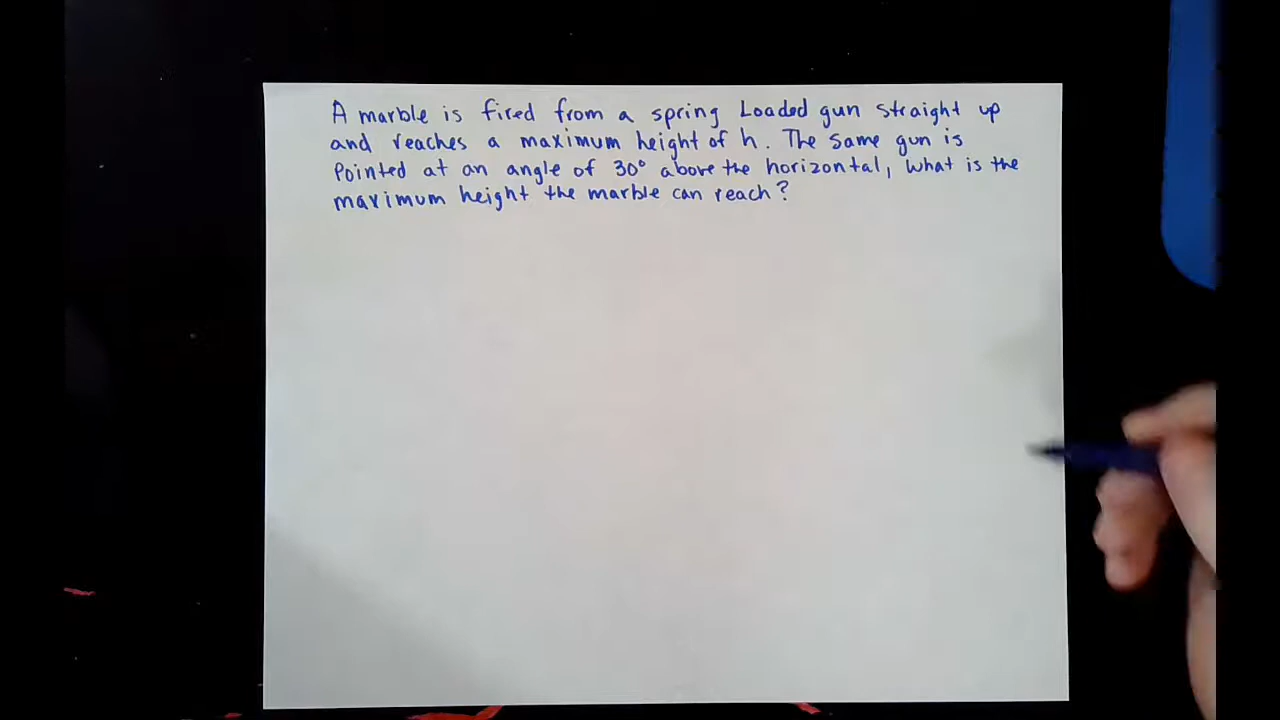 A marble is fired from a spring Loaded gun straight up
and reaches a maximum height of h. The same gun is
Pointed at an angle of 30° above the horizontal, What is the
maximum height the marble can reach?